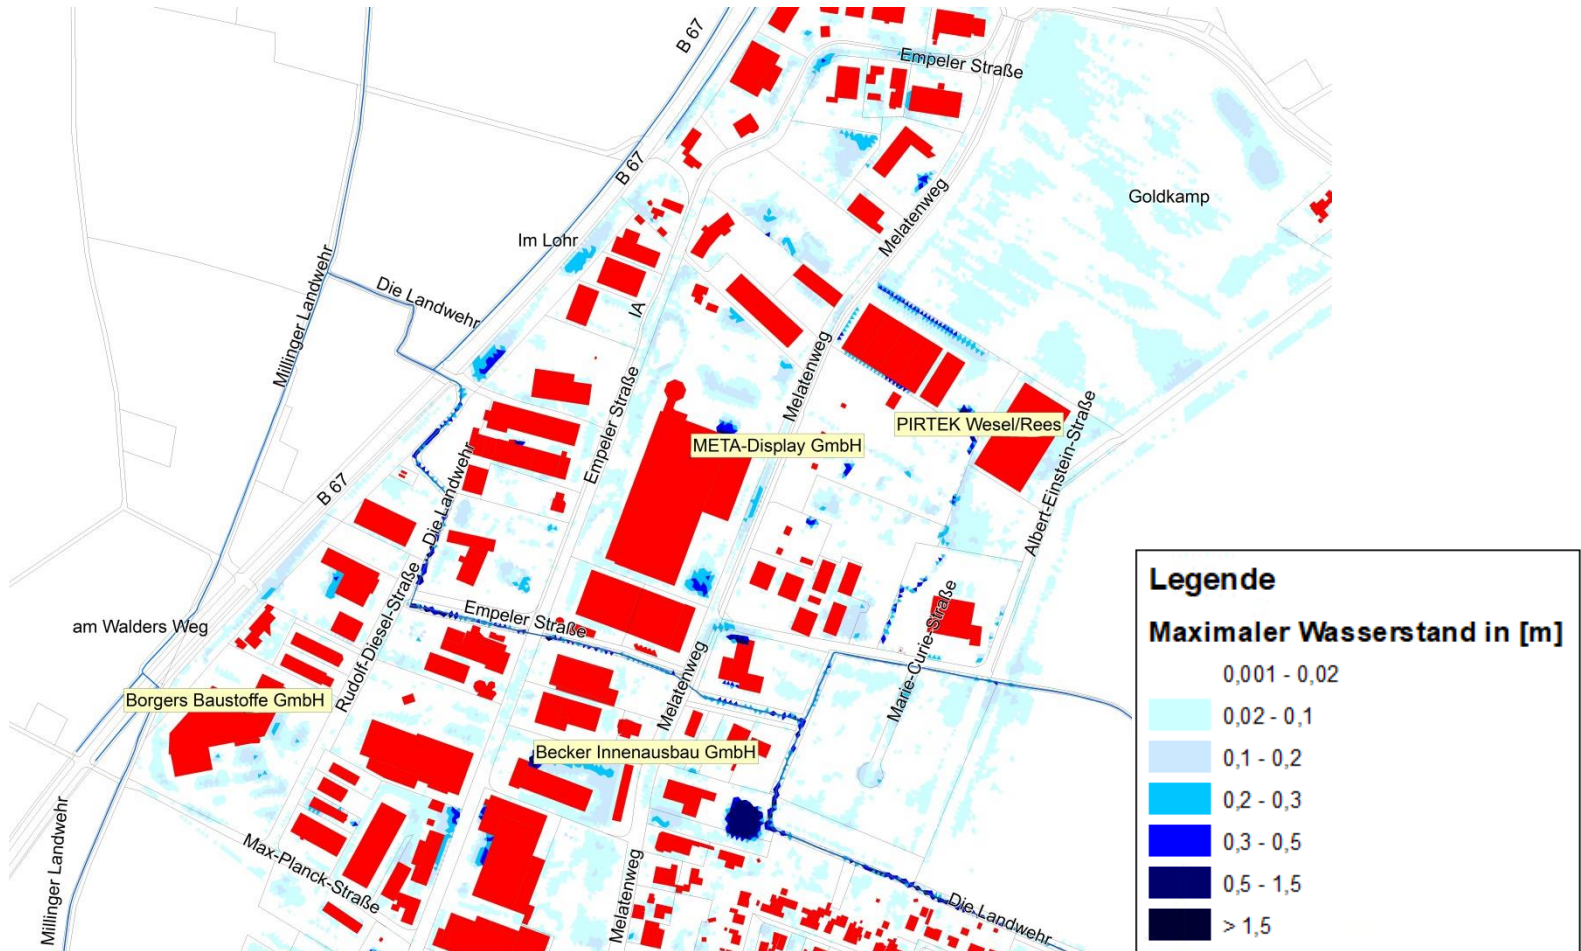 B 67
Empeler Straße
B 67
Goldkamp
Melatenweg
Im Lohr
Millinger Landwehr
Die Landwehr
IA
Melatenweg
Empeler Straße
PIRTEK Wesel/Rees
META-Display GmbH
Albert-Einstein-Straße
B 67
Die Landwehr
Rudolf-Diesel-Straße
Empeler Straße
am Walders Weg
Marie-Curie-Straße
Melatenweg
Borgers Baustoffe GmbH
Becker Innenausbau GmbH
Millinger Landwehr
Max-Planck-Straße
Melatenweg
Die Landwehr
Legende
Maximaler Wasserstand in [m]
0,001 - 0,02
0,02 - 0,1
0,1 - 0,2
0,2 - 0,3
0,3 - 0,5
0,5 - 1,5
> 1,5